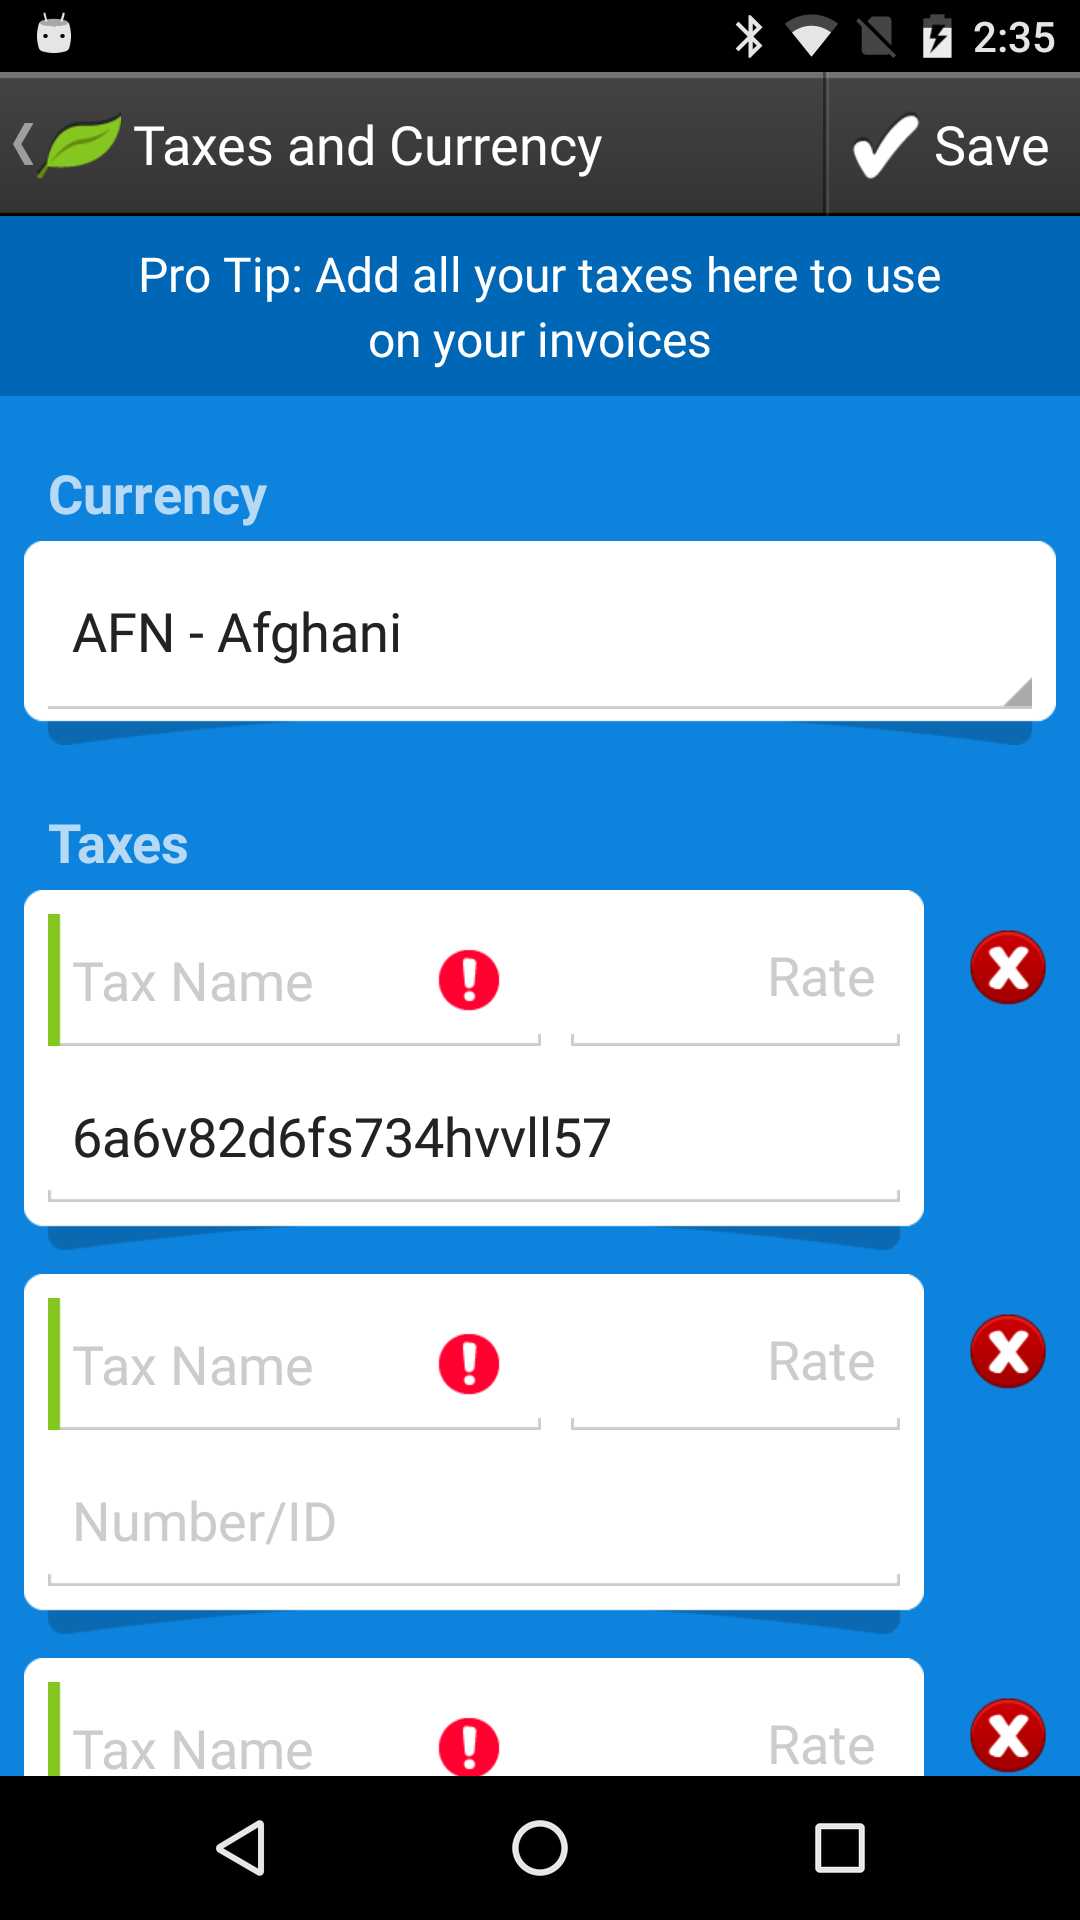 2:35
Taxes and Currency
Save
Pro Tip: Add all your taxes here to use
on your invoices
Currency
AFN - Afghani
Taxes
Tax Name
Rate
6a6v82d6fs734hvvll57
Tax Name
Rate
Number/ID
Tax Name
Rate